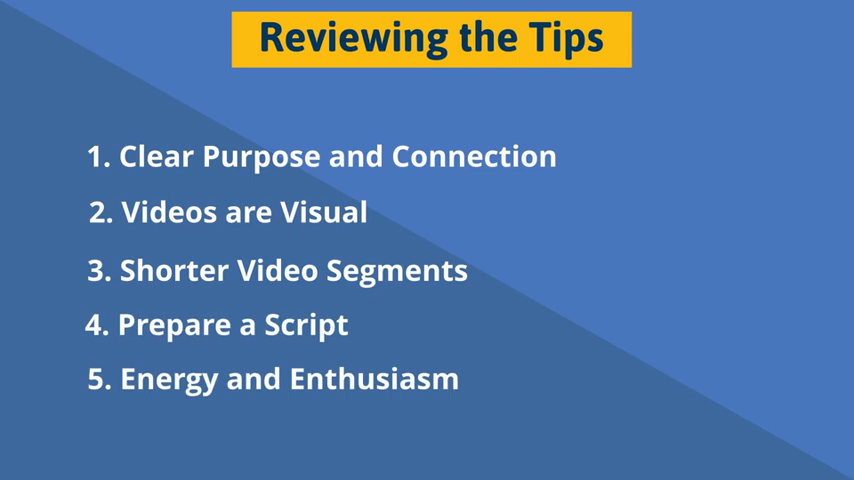 Reviewing the Tips
1. Clear Purpose and Connection
2. Videos are Visual
3. Shorter Video Segments
4. Prepare a Script
5. Energy and Enthusiasm